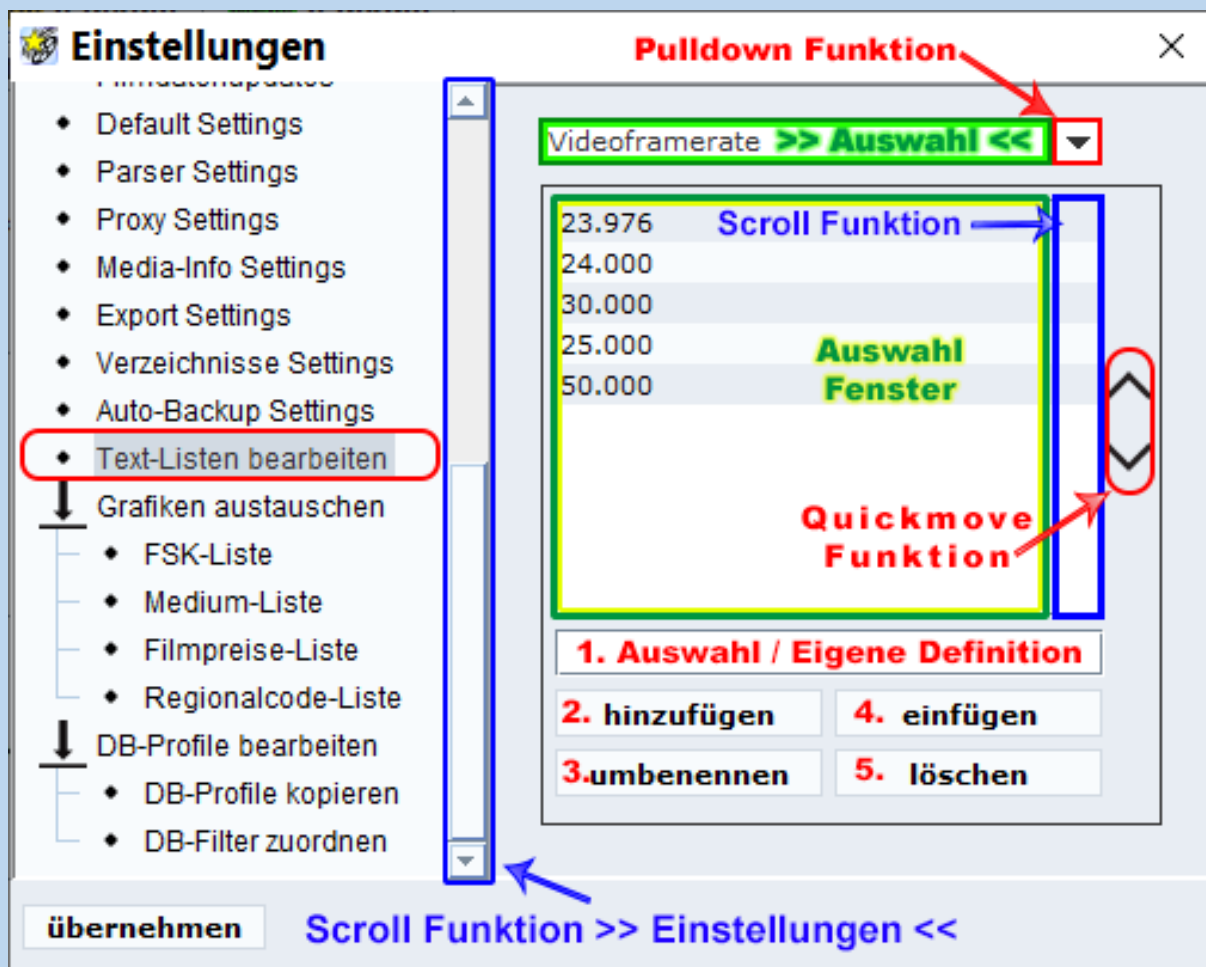 Einstellungen
Pulldown Funktion
Default Settings
Parser Settings
Proxy Settings
Media-Info Settings
Export Settings
Verzeichnisse Settings
Auto-Backup Settings
Text-Listen bearbeiten
Grafiken austauschen
FSK-Liste
Medium-Liste
Filmpreise-Liste
Regionalcode-Liste
DB-Profile bearbeiten
DB-Profile kopieren
DB-Filter zuordnen
Videoframerate >> Auswahl <<
23.976
Scroll Funktion
24.000
30.000
25.000
50.000
Auswahl
Fenster
Quickmove
Funktion
1. Auswahl / Eigene Definition
2. hinzufügen
4. einfügen
3.umbenennen
5. löschen
übernehmen
Scroll Funktion >> Einstellungen <<